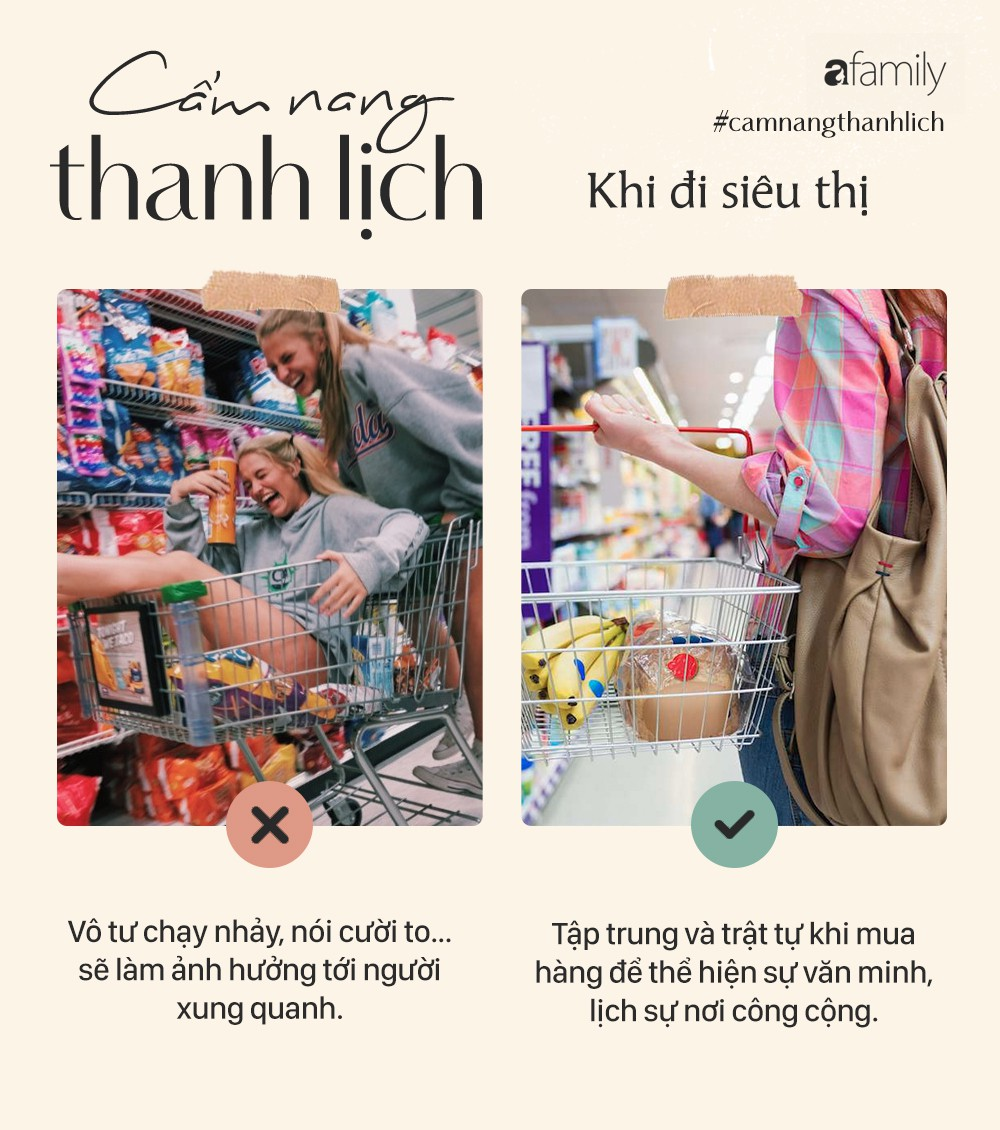 Cẩm nang
thanh lịch
afamily
#camnangthanhlich
Khi đi siêu thị
Vô tư chạy nhảy, nói cười to...
sẽ làm ảnh hưởng tới người
xung quanh.
Tập trung và trật tự khi mua
hàng để thể hiện sự văn minh,
lịch sự nơi công cộng.